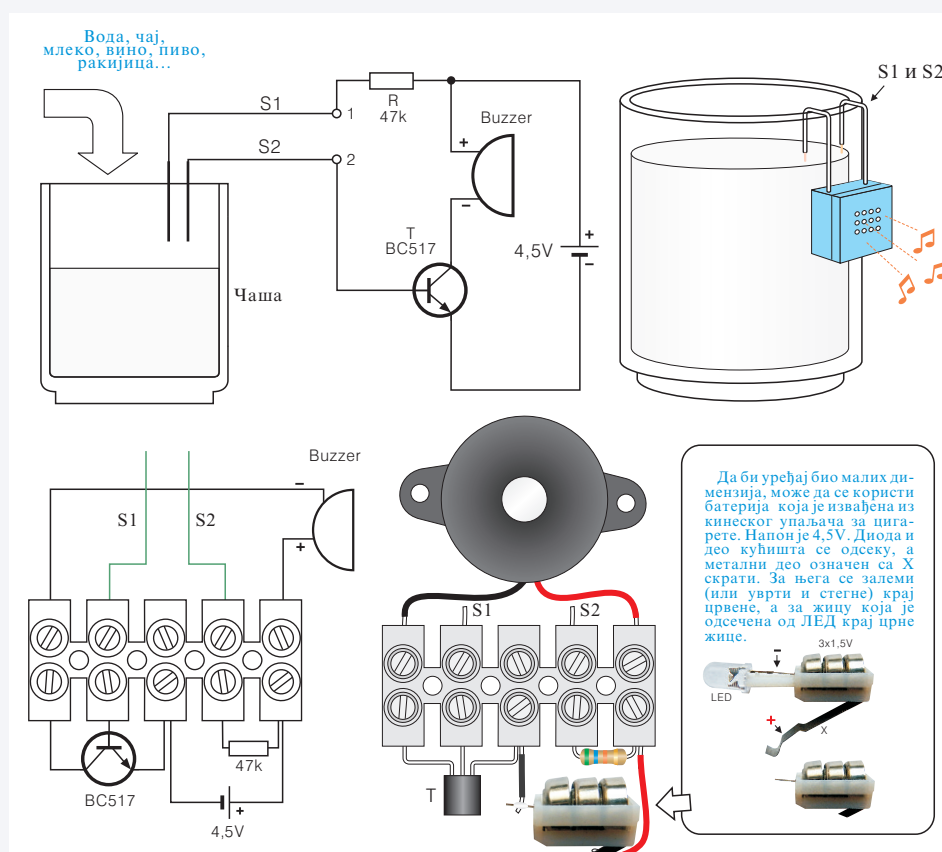 Вода, чај,
млеко, вино, пиво,
ракијица...
S1
1
R
47k
Buzzer
+
–
S2
2
T
BC517
4,5V
+
–
Чаша
S1 и S2
Buzzer
–
+
S1
S2
BC517
47k
+
4,5V
S1
S2
T
Да би уређај био малих ди-
мензија, може да се користи
батерија која је извађена из
кинеског упаљача за цига-
рете. Напон је 4,5V. Диода и
део кућишта се одсеку, а
метални део означен са X
скрати. За њега се залеми
(или уврти и стегне) крај
црвене, а за жицу која је
одсечена од ЛЕД крај црне
жице.
3x1,5V
–
LED
+
X